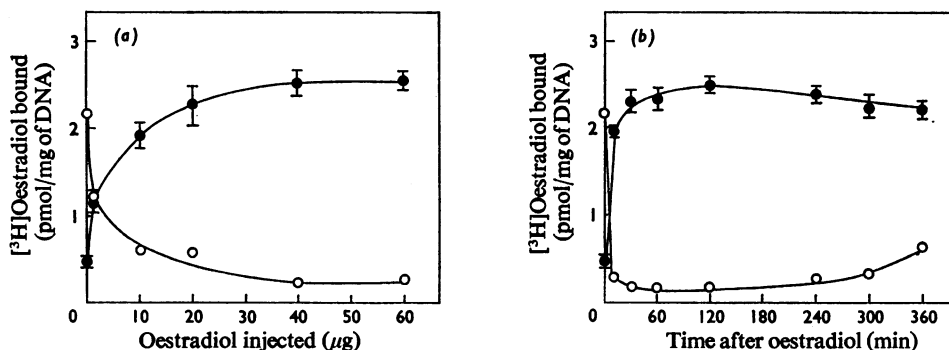 (a)
[³H]Oestradiol bound
(pmol/mg of DNA)
3
2
1
0 10 20 30 40 50 60
Oestradiol injected (μg)
(b)
[³H]Oestradiol bound
(pmol/mg of DNA)
3
2
1
0 60 120 180 240 300 360
Time after oestradiol (min)